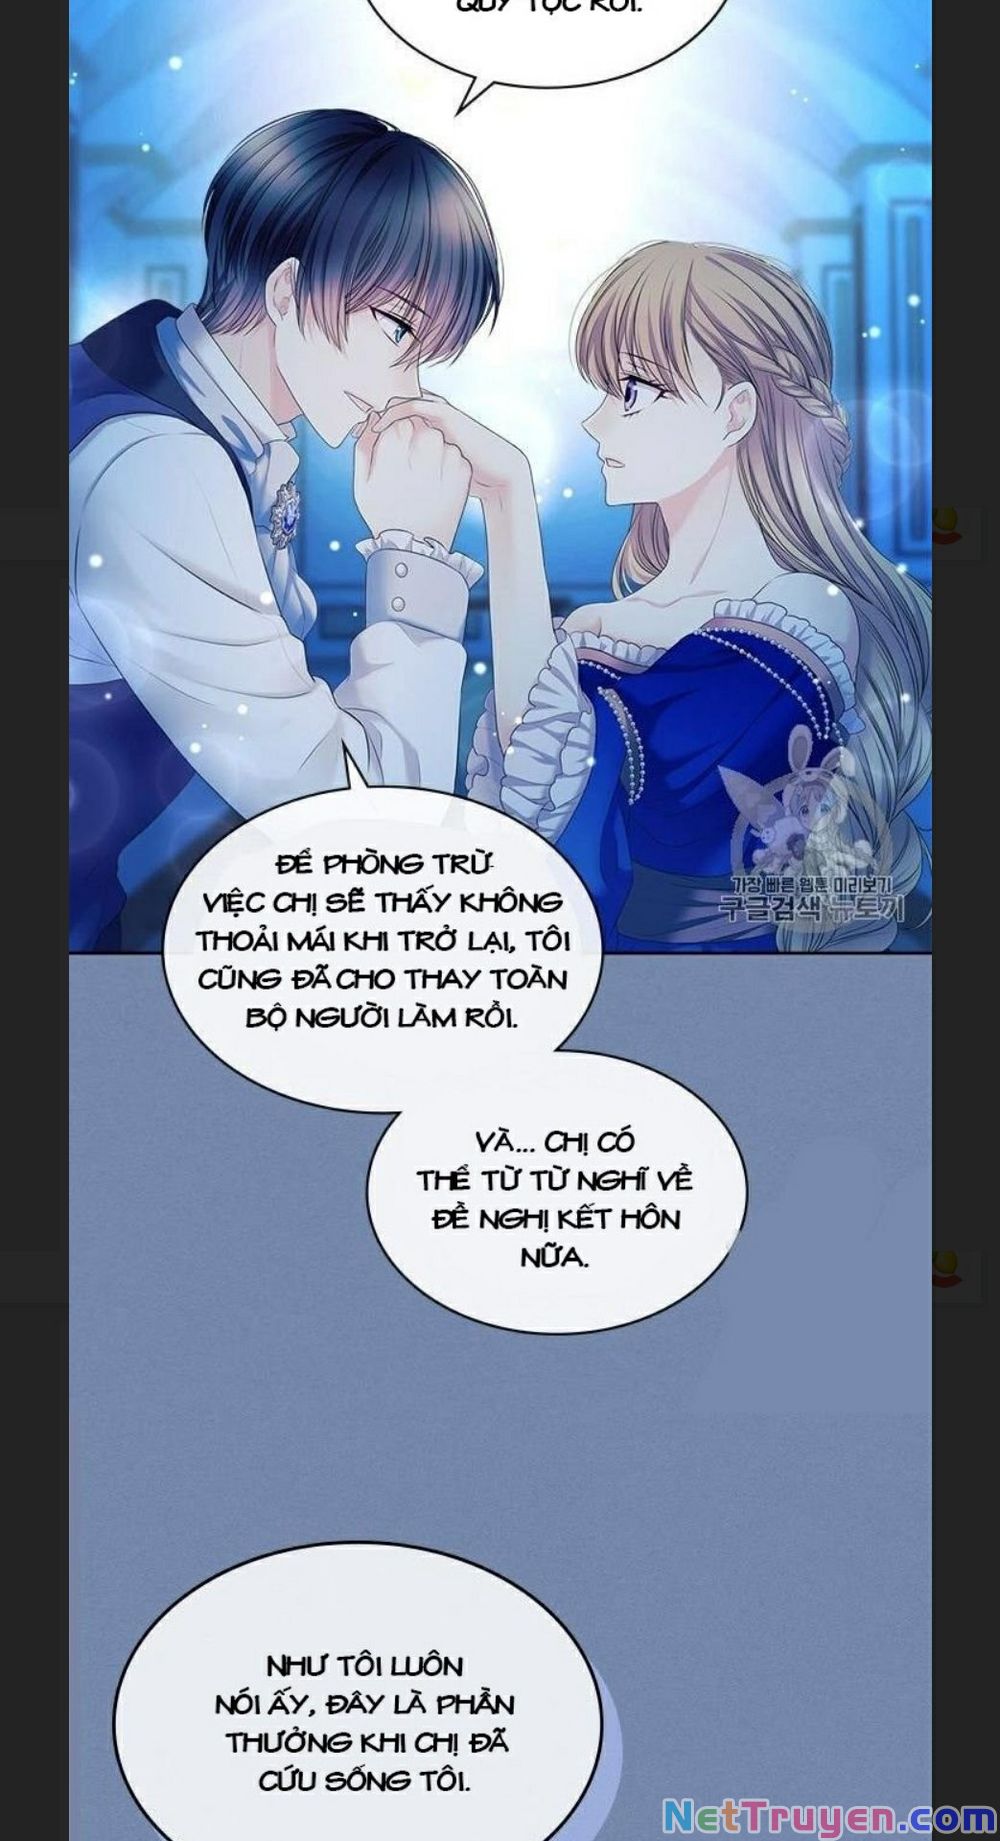 QUÝ TỘC RỒI.
ĐỂ PHÒNG TRỪ
VIỆC CHỊ SẼ THẤY KHÔNG
THOẢI MÁI KHI TRỞ LẠI, TÔI
CŨNG ĐÃ CHO THAY TOÀN
BỘ NGƯỜI LÀM RỒI.
가장 빠른 웹툰 미리보기
구글검색 뉴토끼
VÀ... CHỊ CÓ
THỂ TỪ TỪ NGHĨ VỀ
ĐỀ NGHỊ KẾT HÔN
NỮA.
NHƯ TÔI LUÔN
NÓI ẤY, ĐÂY LÀ PHẦN
THƯỞNG KHI CHỊ ĐÃ
CỨU SỐNG TÔI.
NetTruyen.com